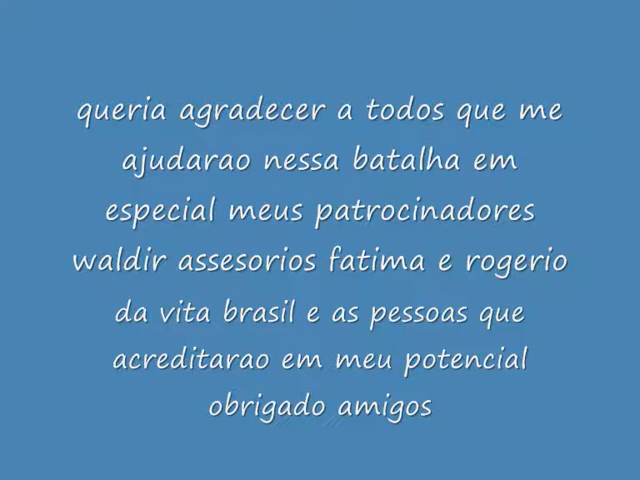 queria agradecer a todos que me
ajudarao nessa batalha em
especial meus patrocinadores
waldir assesorios fatima e rogerio
da vita brasil e as pessoas que
acreditarao em meu potencial
obrigado amigos